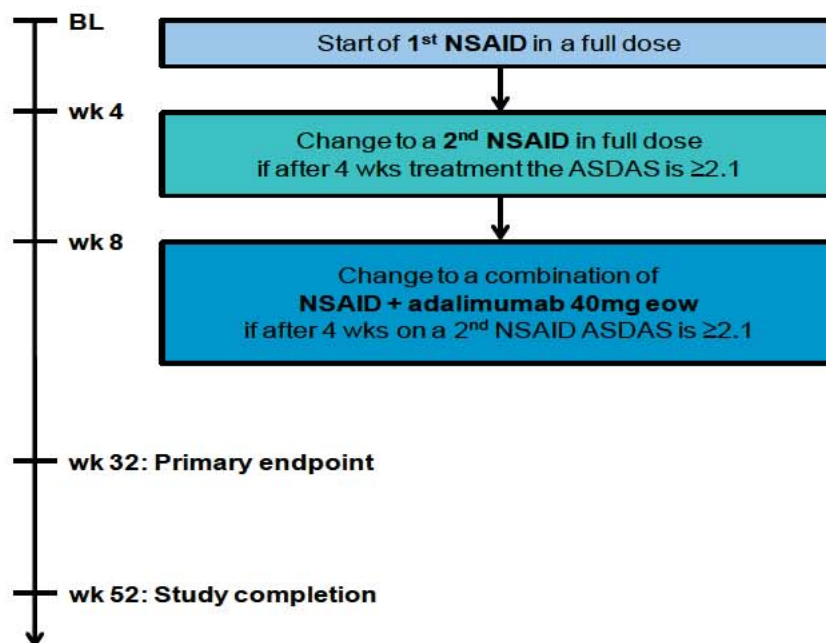 BL
Start of 1st NSAID in a full dose
wk 4
Change to a 2nd NSAID in full dose
if after 4 wks treatment the ASDAS is ≥2.1
wk 8
Change to a combination of
NSAID + adalimumab 40mg eow
if after 4 wks on a 2nd NSAID ASDAS is ≥2.1
wk 32: Primary endpoint
wk 52: Study completion